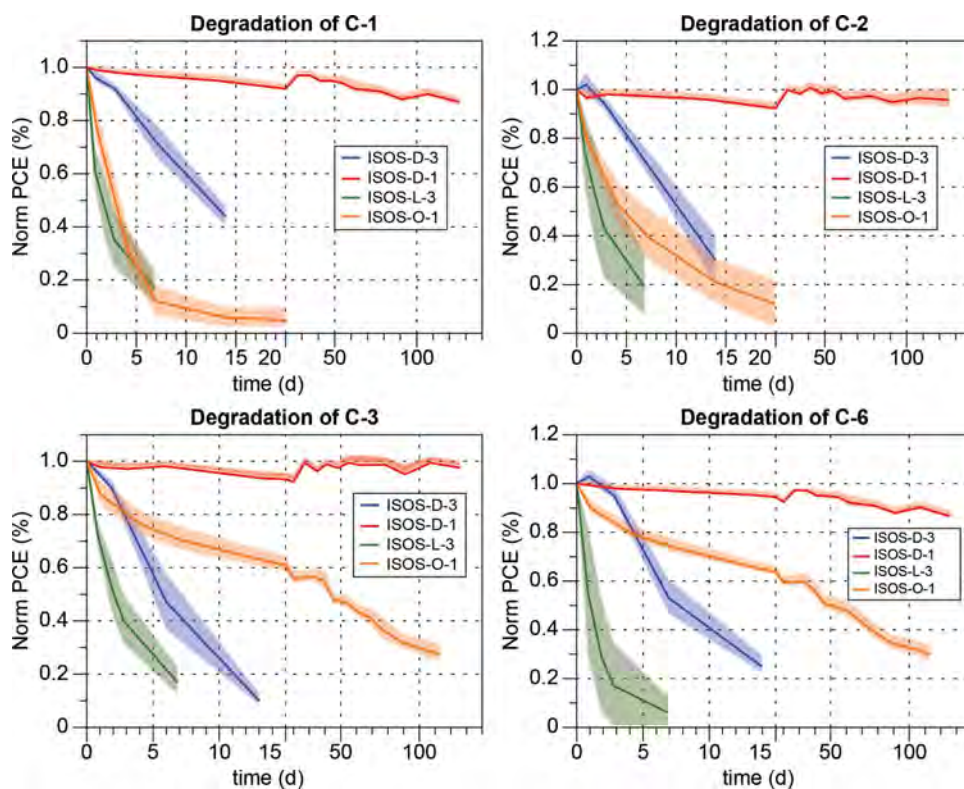 Degradation of C-1
Norm PCE (%)
1.0
0.8
0.6
0.4
0.2
0
ISOS-D-3
ISOS-D-1
ISOS-L-3
ISOS-O-1
0 5 10 15 20 50 100
time (d)
Degradation of C-2
Norm PCE (%)
1.2
1.0
0.8
0.6
0.4
0.2
0
ISOS-D-3
ISOS-D-1
ISOS-L-3
ISOS-O-1
0 5 10 15 20 50 100
time (d)
Degradation of C-3
Norm PCE (%)
1.0
0.8
0.6
0.4
0.2
0
ISOS-D-3
ISOS-D-1
ISOS-L-3
ISOS-O-1
0 5 10 15 50 100
time (d)
Degradation of C-6
Norm PCE (%)
1.2
1.0
0.8
0.6
0.4
0.2
0
ISOS-D-3
ISOS-D-1
ISOS-L-3
ISOS-O-1
0 5 10 15 50 100
time (d)